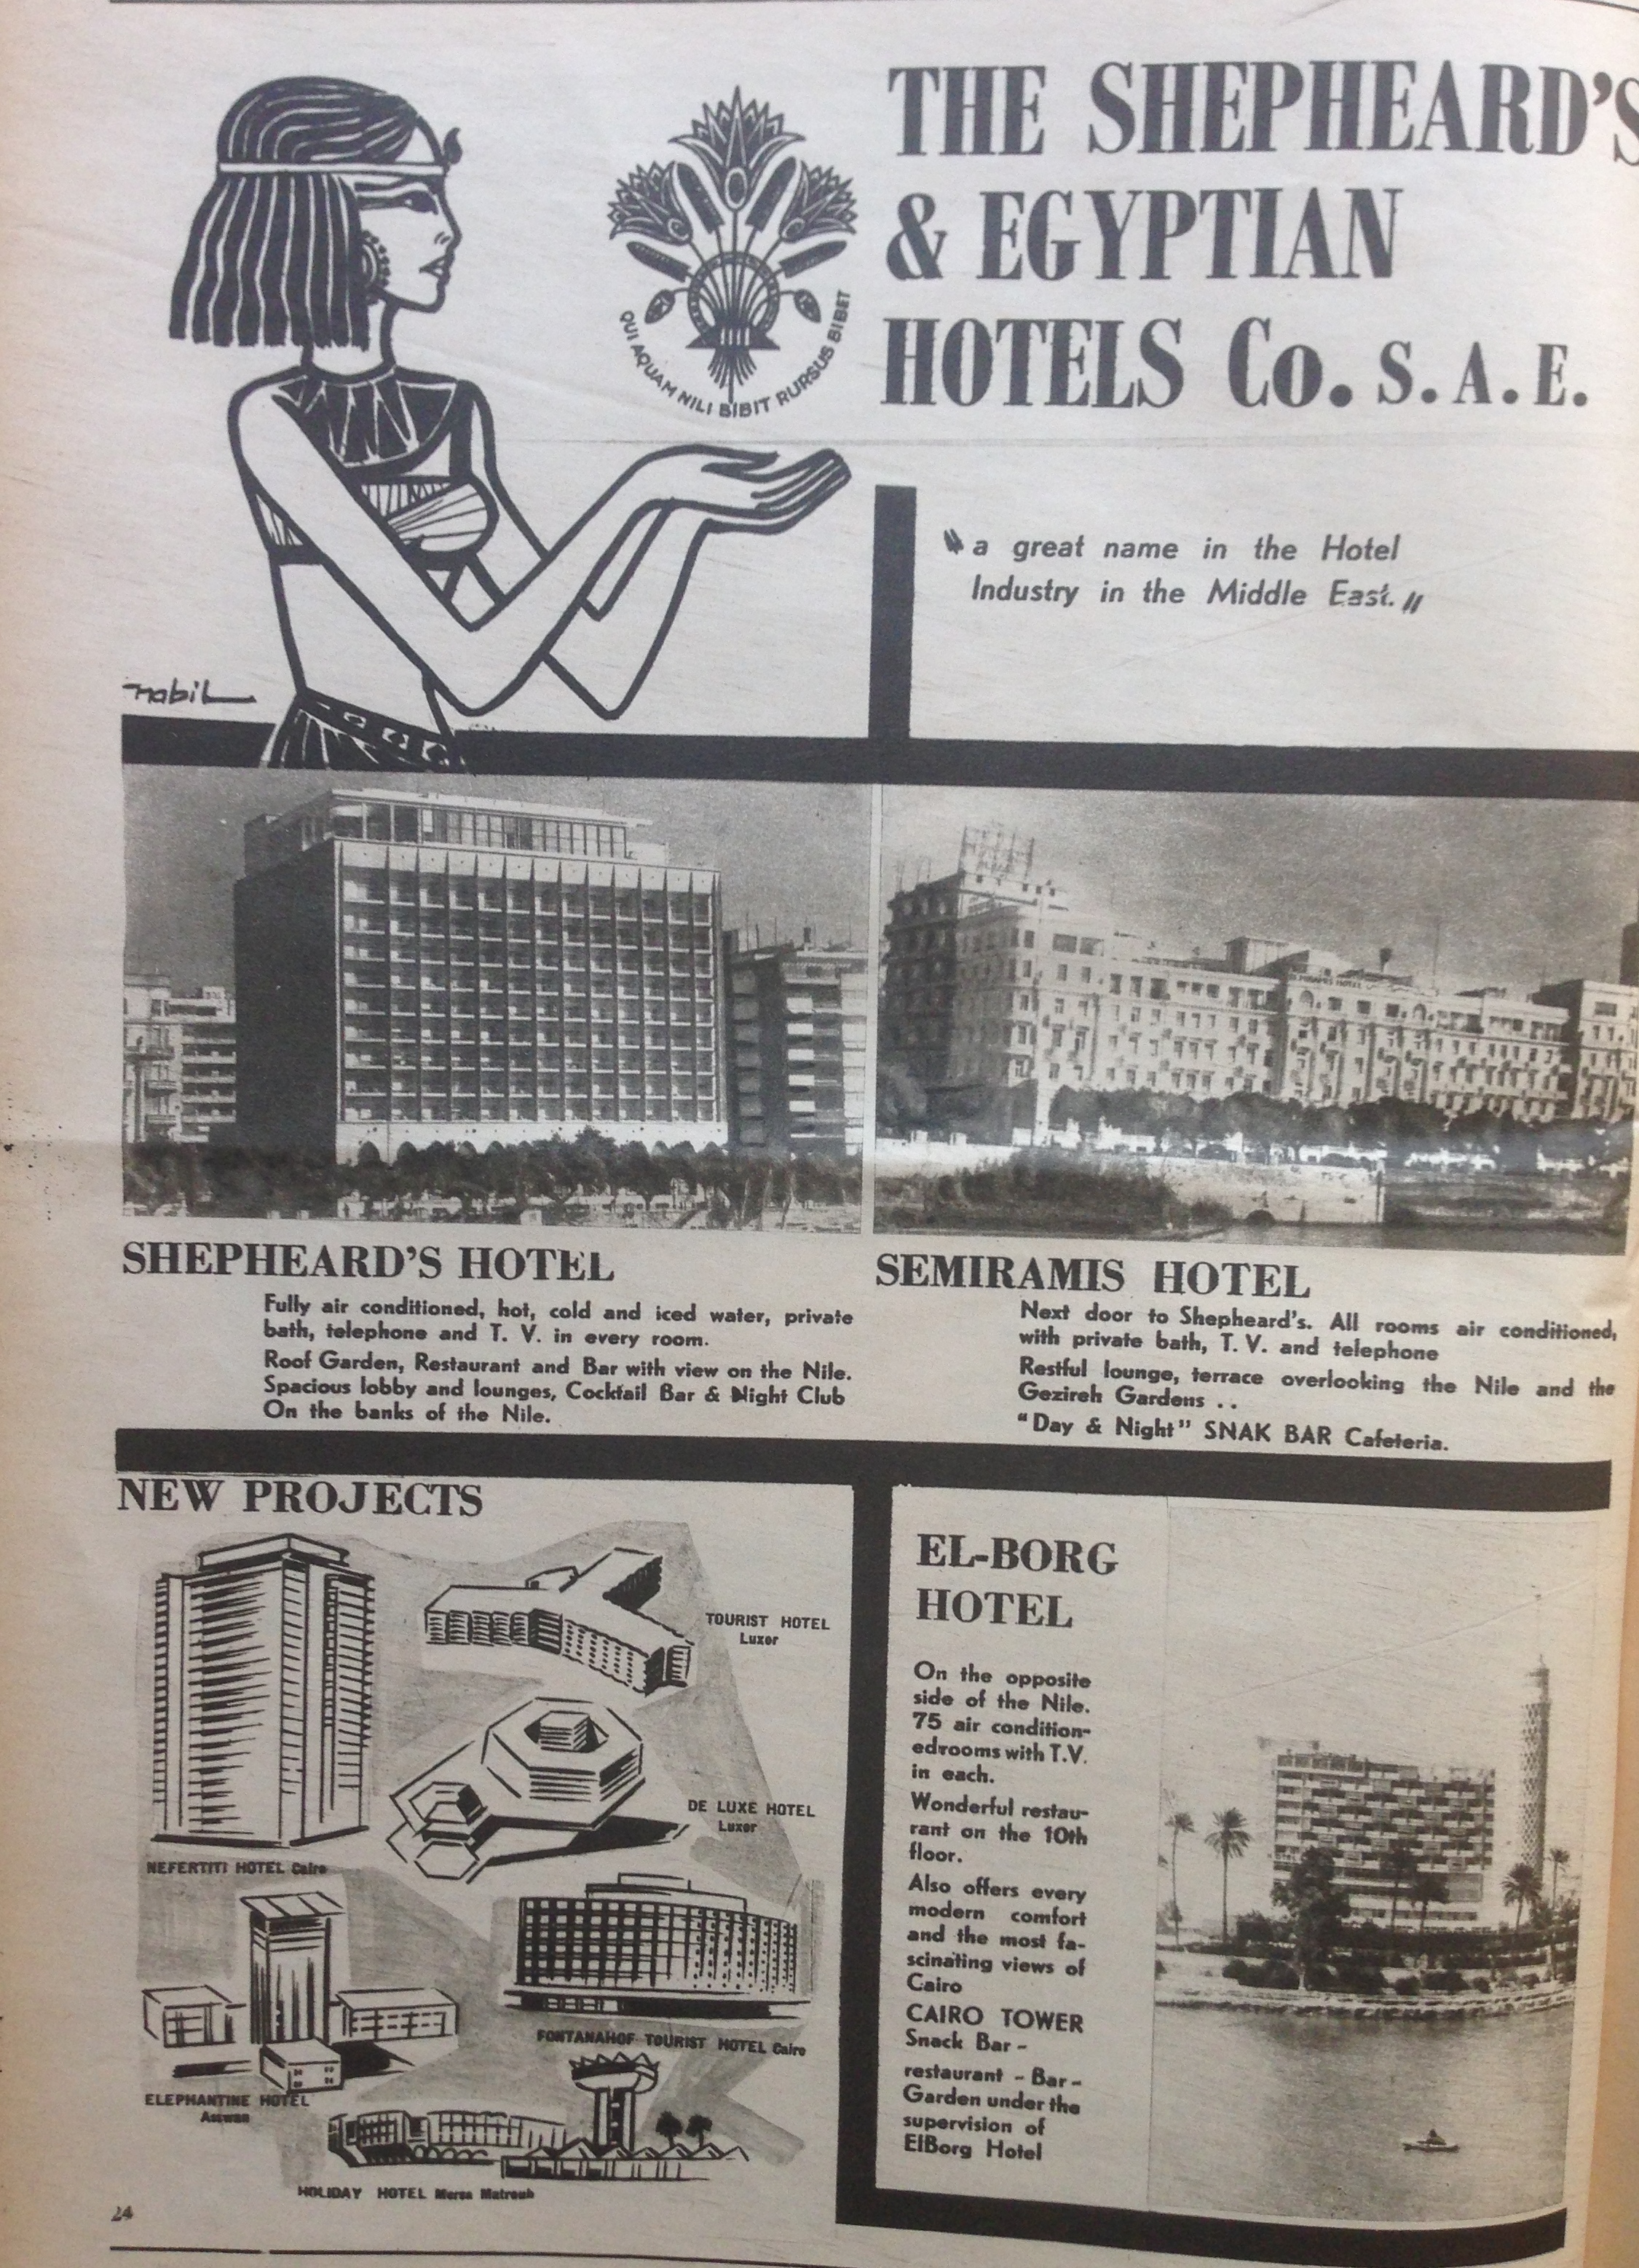 THE SHEPHEARD'S
& EGYPTIAN
HOTELS Co. S.A.E.
QUI AQUAM NILI BIBIT RURSUS BIBET
"a great name in the Hotel
Industry in the Middle East."
nabil
SHEPHEARD'S HOTEL
Fully air conditioned, hot, cold and iced water, private
bath, telephone and T. V. in every room.
Roof Garden, Restaurant and Bar with view on the Nile.
Spacious lobby and lounges, Cocktail Bar & Night Club
On the banks of the Nile.
SEMIRAMIS HOTEL
Next door to Shepheard's. All rooms air conditioned,
with private bath, T. V. and telephone
Restful lounge, terrace overlooking the Nile and the
Gezireh Gardens ..
"Day & Night" SNAK BAR Cafeteria.
NEW PROJECTS
TOURIST HOTEL
Luxor
DE LUXE HOTEL
Luxor
NEFERTITI HOTEL Cairo
FONTANAHOF TOURIST HOTEL Cairo
ELEPHANTINE HOTEL
Aswan
HOLIDAY HOTEL Mersa Matrouh
EL-BORG
HOTEL
On the opposite
side of the Nile.
75 air condition-
edrooms with T.V.
in each.
Wonderful restau-
rant on the 10th
floor.
Also offers every
modern comfort
and the most fa-
scinating views of
Cairo
CAIRO TOWER
Snack Bar -
restaurant - Bar -
Garden under the
supervision of
ElBorg Hotel
24